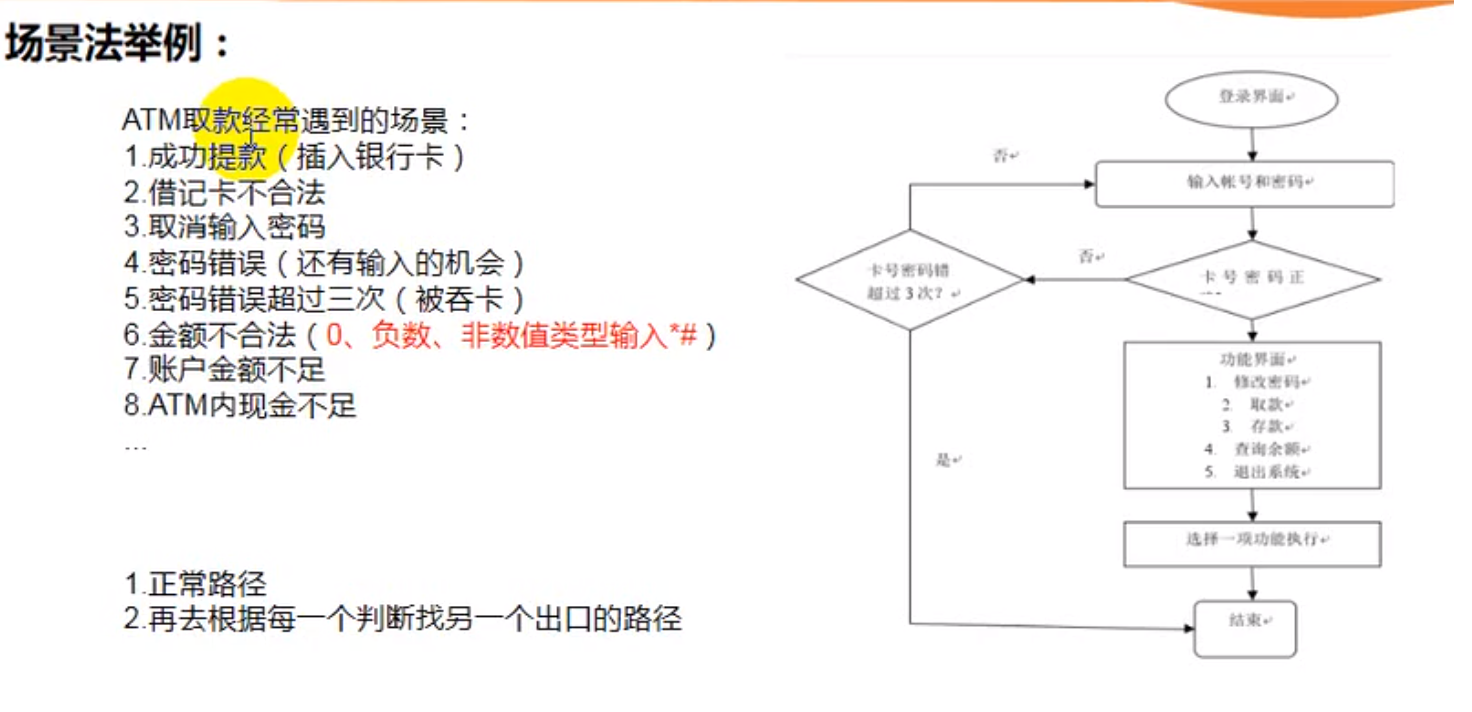 场景法举例：
ATM取款经常遇到的场景：
1.成功提款（插入银行卡）
2.借记卡不合法
3.取消输入密码
4.密码错误（还有输入的机会）
5.密码错误超过三次（被吞卡）
6.金额不合法（0、负数、非数值类型输入*#）
7.账户金额不足
8.ATM内现金不足
...
1.正常路径
2.再去根据每一个判断找另一个出口的路径
登录界面
否
输入帐号和密码
否
卡号密码错
超过3次？
卡号密码正
功能界面
1. 修改密码
2. 取款
3. 存款
4. 查询余额
5. 退出系统
是
选择一项功能执行
结束